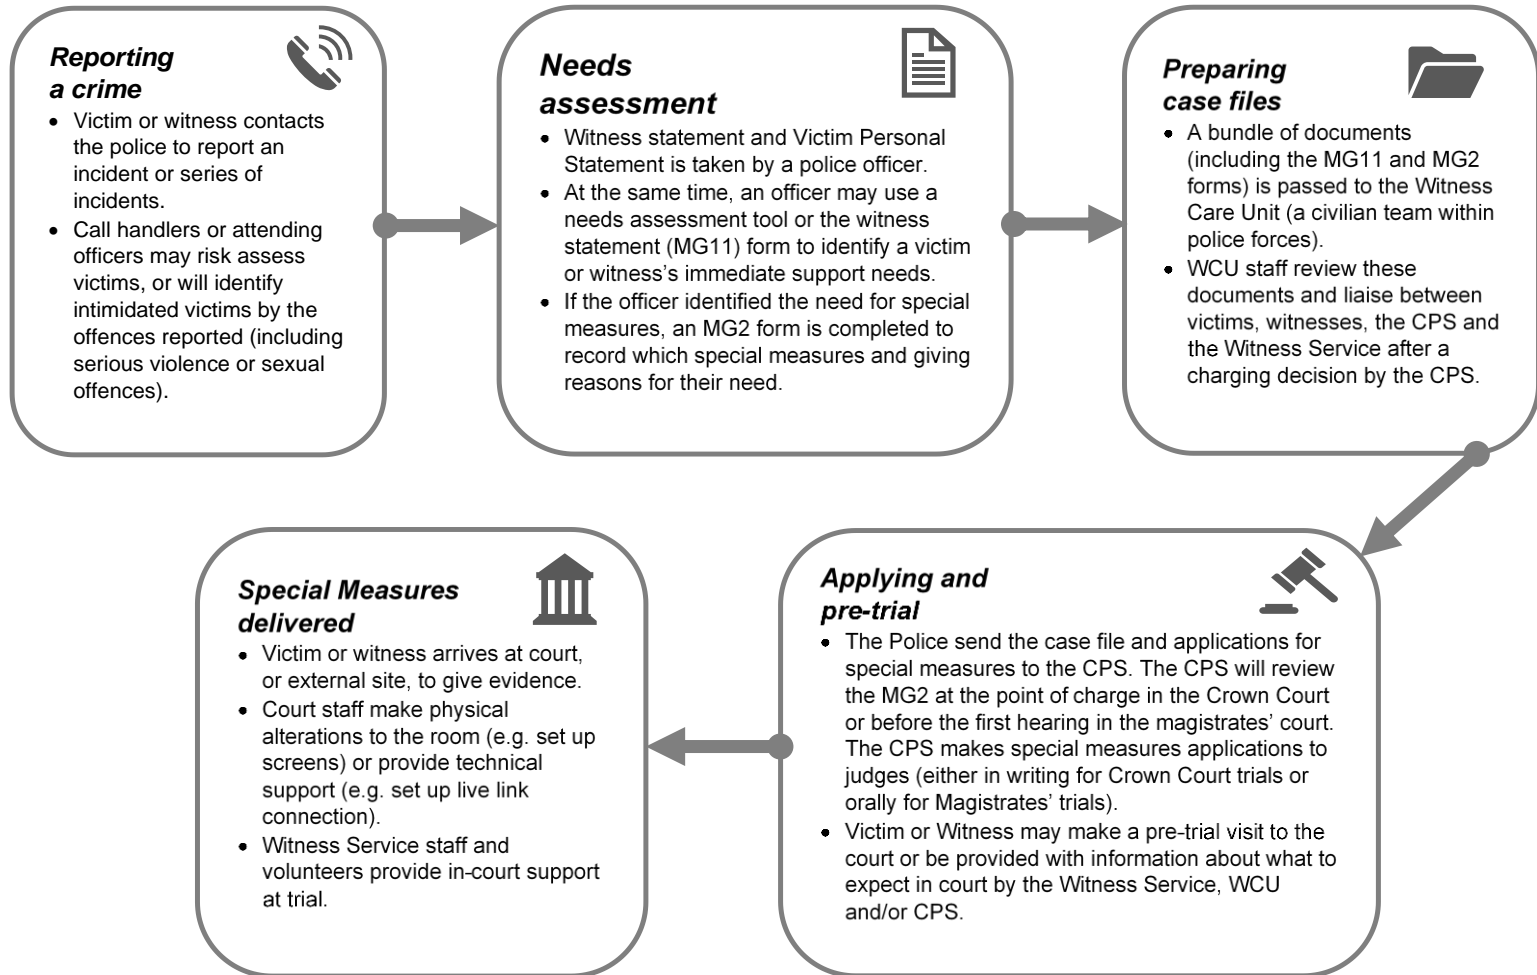 Reporting
a crime
• Victim or witness contacts
the police to report an
incident or series of
incidents.
• Call handlers or attending
officers may risk assess
victims, or will identify
intimidated victims by the
offences reported (including
serious violence or sexual
offences).
Needs
assessment
• Witness statement and Victim Personal
Statement is taken by a police officer.
• At the same time, an officer may use a
needs assessment tool or the witness
statement (MG11) form to identify a victim
or witness’s immediate support needs.
• If the officer identified the need for special
measures, an MG2 form is completed to
record which special measures and giving
reasons for their need.
Preparing
case files
• A bundle of documents
(including the MG11 and MG2
forms) is passed to the Witness
Care Unit (a civilian team within
police forces).
• WCU staff review these
documents and liaise between
victims, witnesses, the CPS and
the Witness Service after a
charging decision by the CPS.
Applying and
pre-trial
• The Police send the case file and applications for
special measures to the CPS. The CPS will review
the MG2 at the point of charge in the Crown Court
or before the first hearing in the magistrates’ court.
The CPS makes special measures applications to
judges (either in writing for Crown Court trials or
orally for Magistrates’ trials).
• Victim or Witness may make a pre-trial visit to the
court or be provided with information about what to
expect in court by the Witness Service, WCU
and/or CPS.
Special Measures
delivered
• Victim or witness arrives at court,
or external site, to give evidence.
• Court staff make physical
alterations to the room (e.g. set up
screens) or provide technical
support (e.g. set up live link
connection).
• Witness Service staff and
volunteers provide in-court support
at trial.